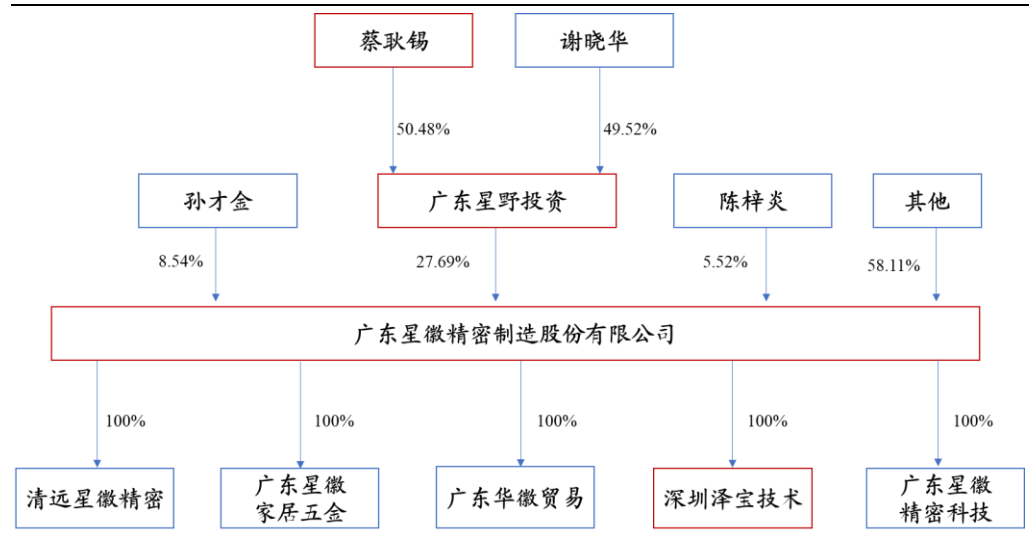 蔡耿锡
谢晓华
50.48%
49.52%
孙才金
广东星野投资
陈梓炎
其他
8.54%
27.69%
5.52%
58.11%
广东星徽精密制造股份有限公司
100%
100%
100%
100%
100%
清远星徽精密
广东星徽
家居五金
广东华徽贸易
深圳泽宝技术
广东星徽
精密科技